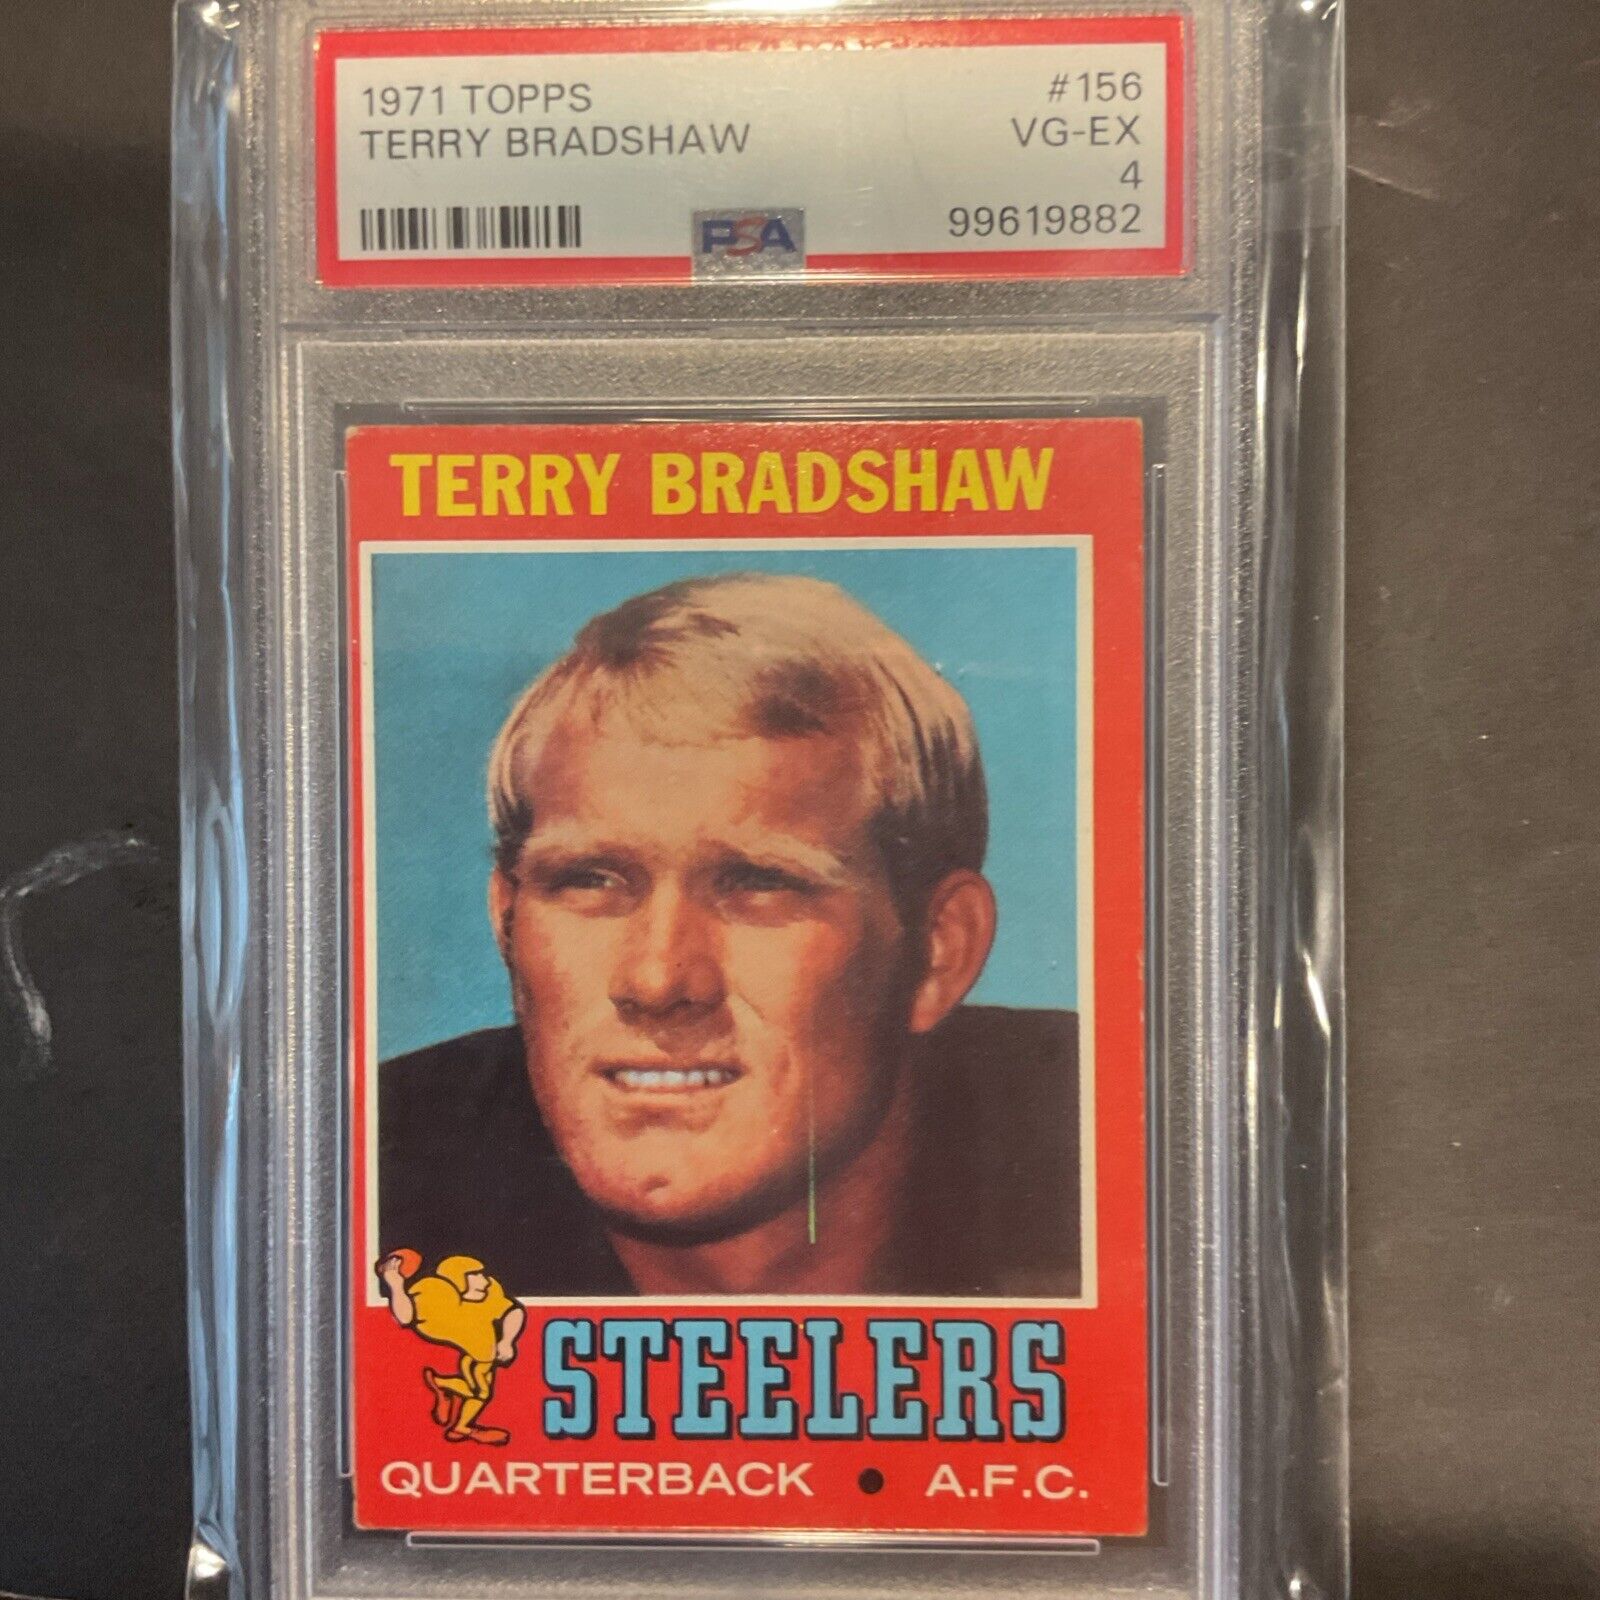 1971 TOPPS #156
TERRY BRADSHAW VG-EX
4
PSA 99619882
TERRY BRADSHAW
STEELERS
QUARTERBACK ● A.F.C.